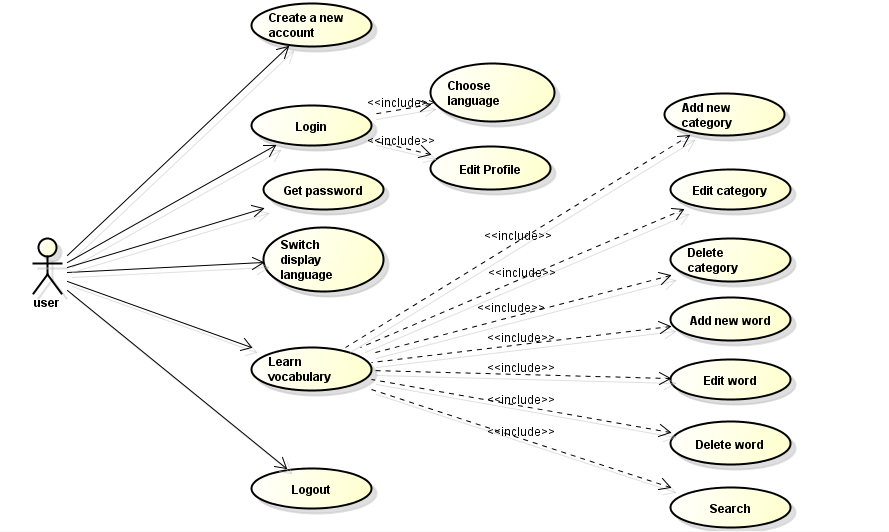 Create a new
account
Choose
language
<<include>>
Add new
category
Login
<<include>>
Edit Profile
Get password
Edit category
<<include>>
Switch
display
language
Delete
category
<<include>>
user
<<include>>
Add new word
<<include>>
Learn
vocabulary
<<include>>
Edit word
<<include>>
<<include>>
Delete word
Logout
Search